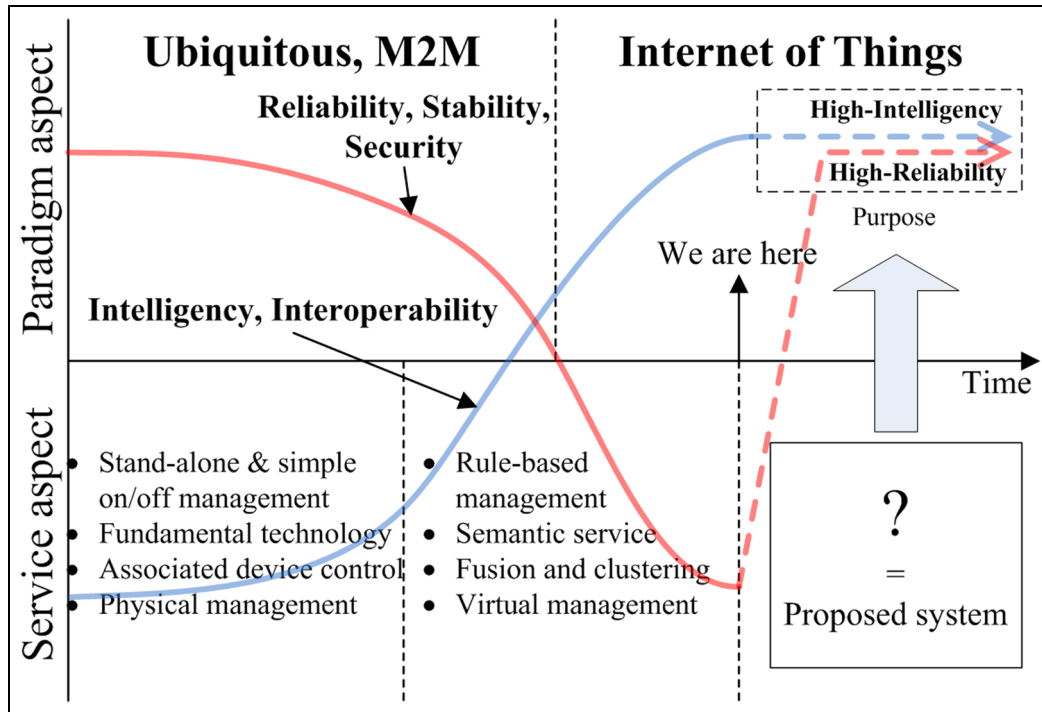 Ubiquitous, M2M
Internet of Things
Paradigm aspect
Service aspect
Reliability, Stability,
Security
Intelligency, Interoperability
High-Intelligency
High-Reliability
Purpose
We are here
Time
• Stand-alone & simple
on/off management
• Fundamental technology
• Associated device control
• Physical management
• Rule-based
management
• Semantic service
• Fusion and clustering
• Virtual management
?
=
Proposed system